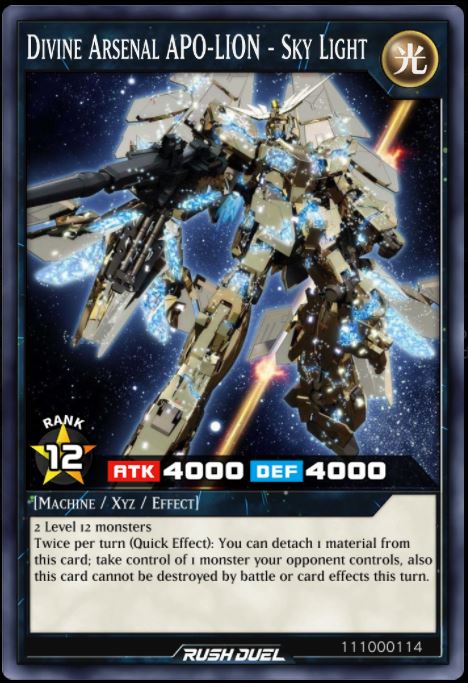 DIVINE ARSENAL APO-LION - SKY LIGHT
光
RANK
12
ATK 4000 DEF 4000
[MACHINE / XYZ / EFFECT]
2 Level 12 monsters
Twice per turn (Quick Effect): You can detach 1 material from
this card; take control of 1 monster your opponent controls, also
this card cannot be destroyed by battle or card effects this turn.
RUSH DUEL
111000114